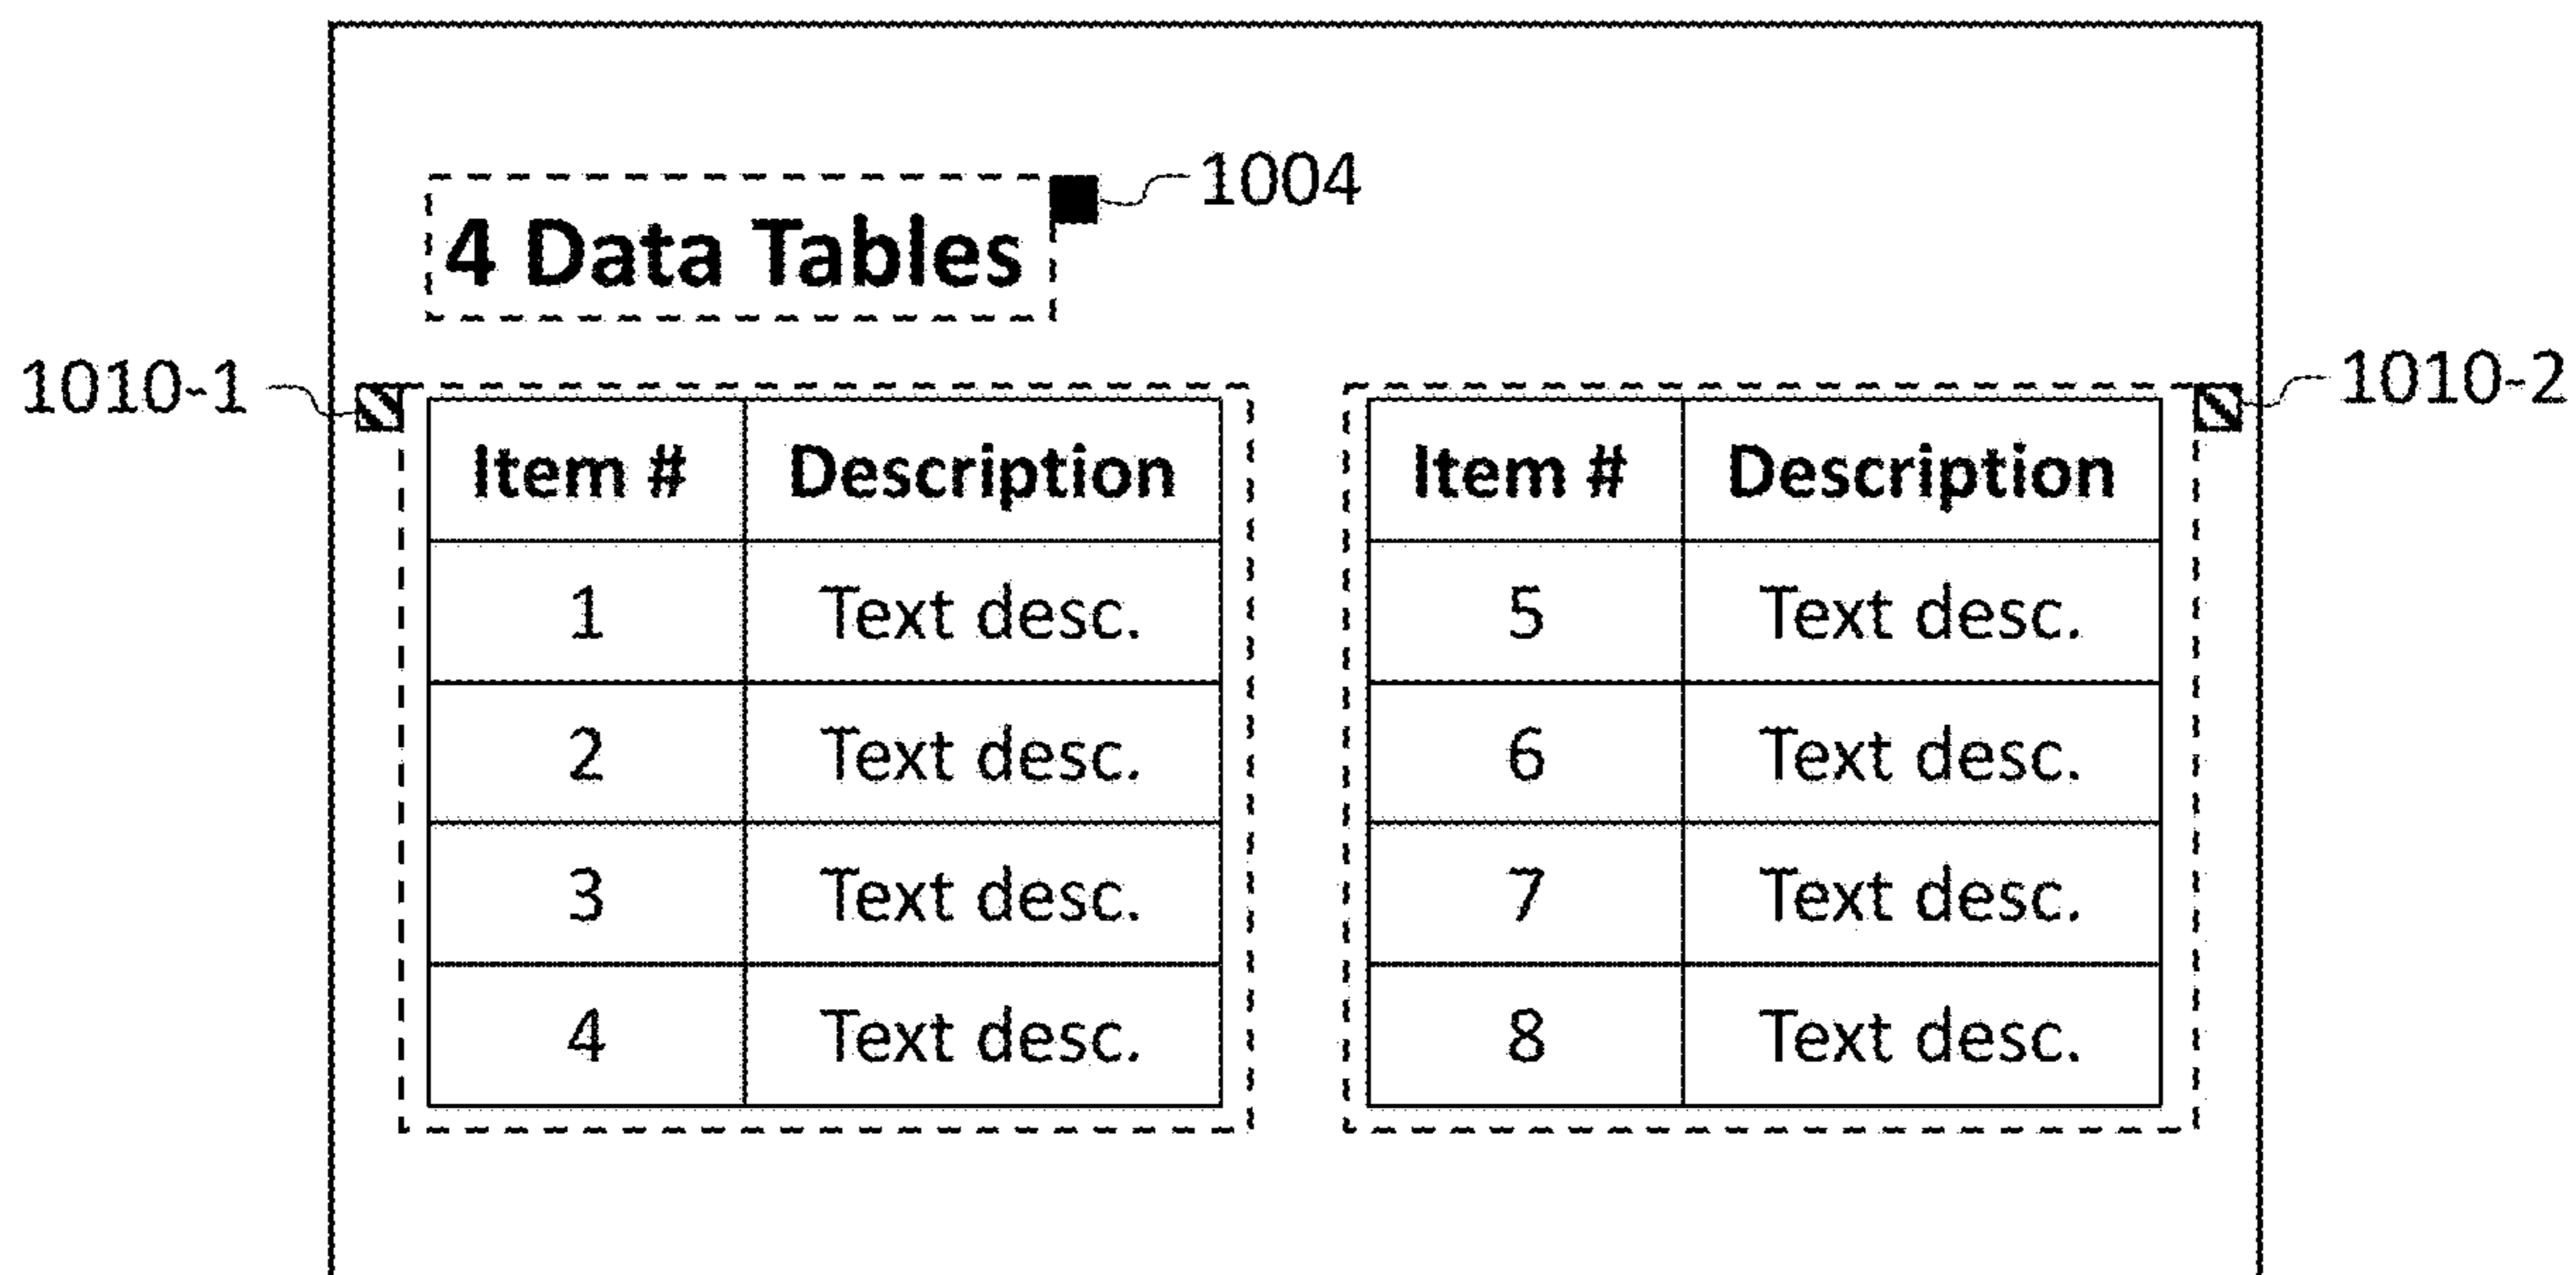 1004
4 Data Tables
1010-1
1010-2
Item # Description
1 Text desc.
2 Text desc.
3 Text desc.
4 Text desc.
Item # Description
5 Text desc.
6 Text desc.
7 Text desc.
8 Text desc.